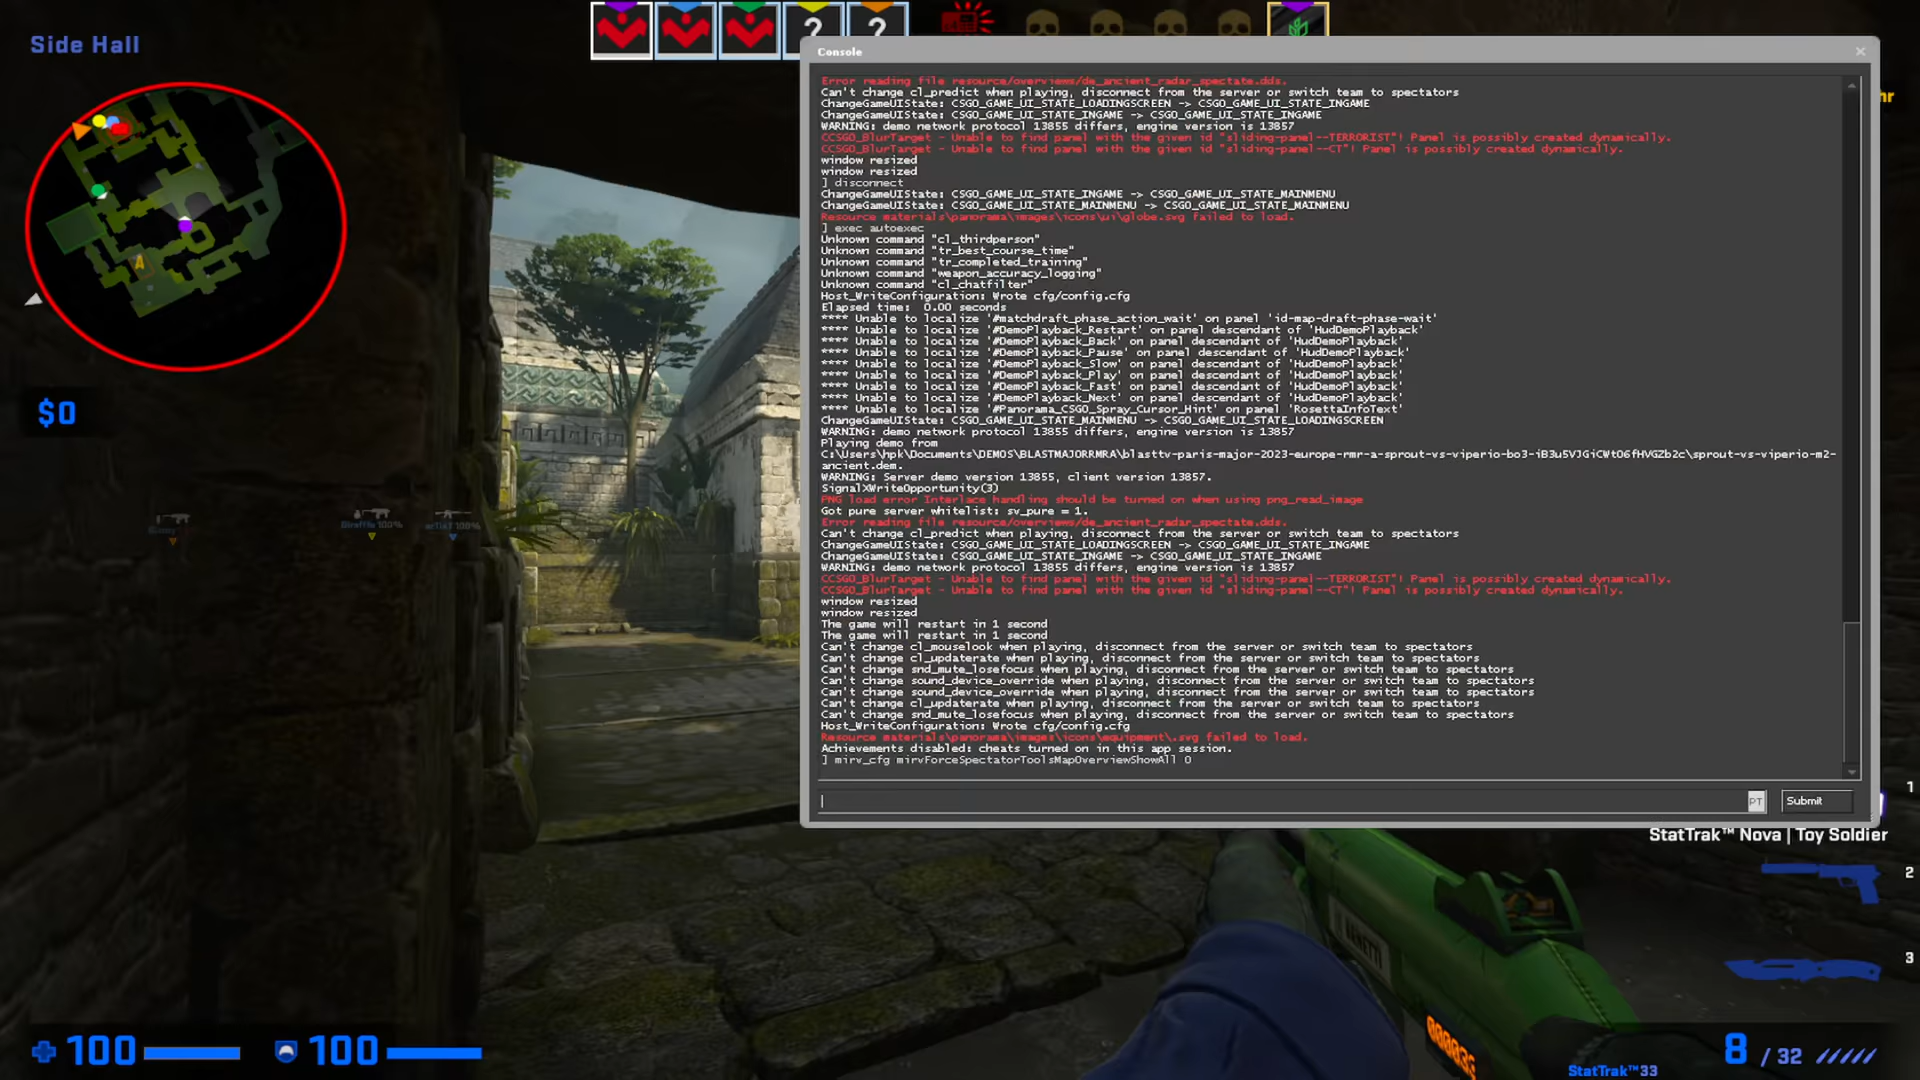 Side Hall
?
?
Console
Error reading file resource/overviews/de_ancient_radar_spectate.dds.
Can't change cl_predict when playing, disconnect from the server or switch team to spectators
ChangeGameUIState: CSGO_GAME_UI_STATE_LOADINGSCREEN -> CSGO_GAME_UI_STATE_INGAME
ChangeGameUIState: CSGO_GAME_UI_STATE_INGAME -> CSGO_GAME_UI_STATE_INGAME
WARNING: demo network protocol 13855 differs, engine version is 13857
CCSGO_BlurTarget - Unable to find panel with the given id "sliding-panel--TERRORIST"! Panel is possibly created dynamically.
CCSGO_BlurTarget - Unable to find panel with the given id "sliding-panel--CT"! Panel is possibly created dynamically.
window resized
window resized
] disconnect
ChangeGameUIState: CSGO_GAME_UI_STATE_INGAME -> CSGO_GAME_UI_STATE_MAINMENU
ChangeGameUIState: CSGO_GAME_UI_STATE_MAINMENU -> CSGO_GAME_UI_STATE_MAINMENU
Resource materials\panorama\images\icons\ui\globe.svg failed to load.
] exec autoexec
Unknown command "cl_thirdperson"
Unknown command "tr_best_course_time"
Unknown command "tr_completed_training"
Unknown command "weapon_accuracy_logging"
Unknown command "cl_chatfilter"
Host_WriteConfiguration: Wrote cfg/config.cfg
Elapsed time:  0.00 seconds
**** Unable to localize '#matchdraft_phase_action_wait' on panel 'id-map-draft-phase-wait'
**** Unable to localize '#DemoPlayback_Restart' on panel descendant of 'HudDemoPlayback'
**** Unable to localize '#DemoPlayback_Back' on panel descendant of 'HudDemoPlayback'
**** Unable to localize '#DemoPlayback_Pause' on panel descendant of 'HudDemoPlayback'
**** Unable to localize '#DemoPlayback_Slow' on panel descendant of 'HudDemoPlayback'
**** Unable to localize '#DemoPlayback_Play' on panel descendant of 'HudDemoPlayback'
**** Unable to localize '#DemoPlayback_Fast' on panel descendant of 'HudDemoPlayback'
**** Unable to localize '#DemoPlayback_Next' on panel descendant of 'HudDemoPlayback'
**** Unable to localize '#Panorama_CSGO_Spray_Cursor_Hint' on panel 'RosettaInfoText'
ChangeGameUIState: CSGO_GAME_UI_STATE_MAINMENU -> CSGO_GAME_UI_STATE_LOADINGSCREEN
WARNING: demo network protocol 13855 differs, engine version is 13857
Playing demo from
C:\Users\hpk\Documents\DEMOS\BLASTMAJORRMRA\blasttv-paris-major-2023-europe-rmr-a-sprout-vs-viperio-bo3-iB3u5VJGiCWtO6fHVGZb2c\sprout-vs-viperio-m2-
ancient.dem.
WARNING: Server demo version 13855, client version 13857.
SignalXWriteOpportunity(3)
PNG load error Interlace handling should be turned on when using png_read_image
Got pure server whitelist: sv_pure = 1.
Error reading file resource/overviews/de_ancient_radar_spectate.dds.
Can't change cl_predict when playing, disconnect from the server or switch team to spectators
ChangeGameUIState: CSGO_GAME_UI_STATE_LOADINGSCREEN -> CSGO_GAME_UI_STATE_INGAME
ChangeGameUIState: CSGO_GAME_UI_STATE_INGAME -> CSGO_GAME_UI_STATE_INGAME
WARNING: demo network protocol 13855 differs, engine version is 13857
CCSGO_BlurTarget - Unable to find panel with the given id "sliding-panel--TERRORIST"! Panel is possibly created dynamically.
CCSGO_BlurTarget - Unable to find panel with the given id "sliding-panel--CT"! Panel is possibly created dynamically.
window resized
window resized
The game will restart in 1 second
The game will restart in 1 second
Can't change cl_mouselook when playing, disconnect from the server or switch team to spectators
Can't change cl_updaterate when playing, disconnect from the server or switch team to spectators
Can't change snd_mute_losefocus when playing, disconnect from the server or switch team to spectators
Can't change sound_device_override when playing, disconnect from the server or switch team to spectators
Can't change sound_device_override when playing, disconnect from the server or switch team to spectators
Can't change cl_updaterate when playing, disconnect from the server or switch team to spectators
Can't change snd_mute_losefocus when playing, disconnect from the server or switch team to spectators
Host_WriteConfiguration: Wrote cfg/config.cfg
Resource materials\panorama\images\icons\equipment\.svg failed to load.
Achievements disabled: cheats turned on in this app session.
] mirv_cfg mirvForceSpectatorToolsMapOverviewShowAll 0
PT
Submit
A
$0
100%
100%
1
StatTrak™ Nova | Toy Soldier
2
3
100
100
8 / 32
StatTrak™33